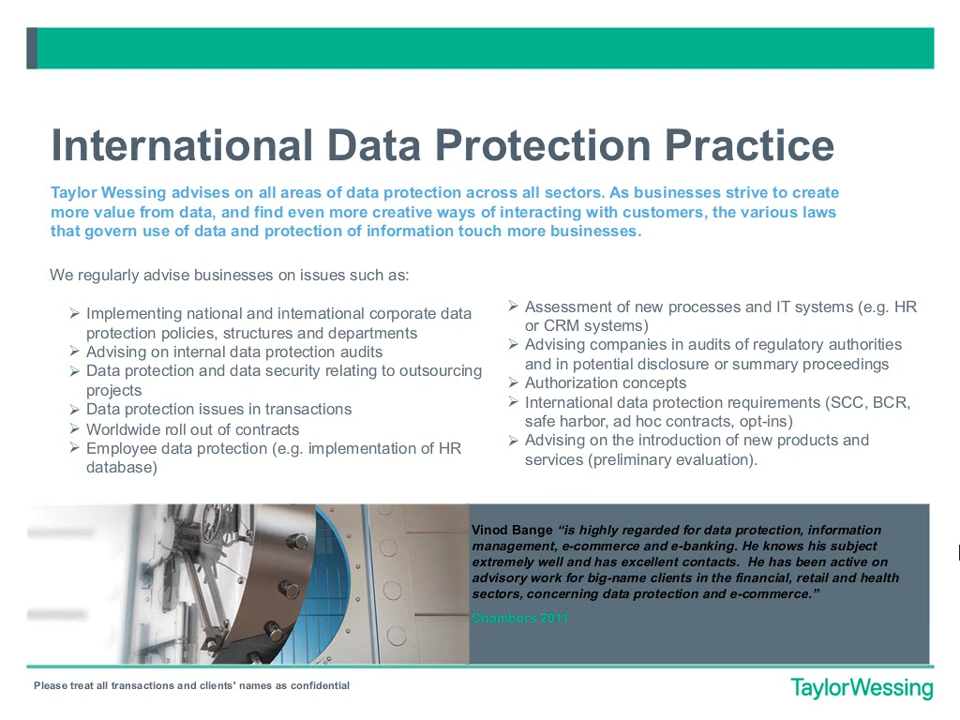 International Data Protection Practice
Taylor Wessing advises on all areas of data protection across all sectors. As businesses strive to create
more value from data, and find even more creative ways of interacting with customers, the various laws
that govern use of data and protection of information touch more businesses.
We regularly advise businesses on issues such as:
➢ Implementing national and international corporate data
protection policies, structures and departments
➢ Advising on internal data protection audits
➢ Data protection and data security relating to outsourcing
projects
➢ Data protection issues in transactions
➢ Worldwide roll out of contracts
➢ Employee data protection (e.g. implementation of HR
database)
➢ Assessment of new processes and IT systems (e.g. HR
or CRM systems)
➢ Advising companies in audits of regulatory authorities
and in potential disclosure or summary proceedings
➢ Authorization concepts
➢ International data protection requirements (SCC, BCR,
safe harbor, ad hoc contracts, opt-ins)
➢ Advising on the introduction of new products and
services (preliminary evaluation).
Vinod Bange “is highly regarded for data protection, information
management, e-commerce and e-banking. He knows his subject
extremely well and has excellent contacts. He has been active on
advisory work for big-name clients in the financial, retail and health
sectors, concerning data protection and e-commerce.”
Chambers 2011
Please treat all transactions and clients' names as confidential
TaylorWessing